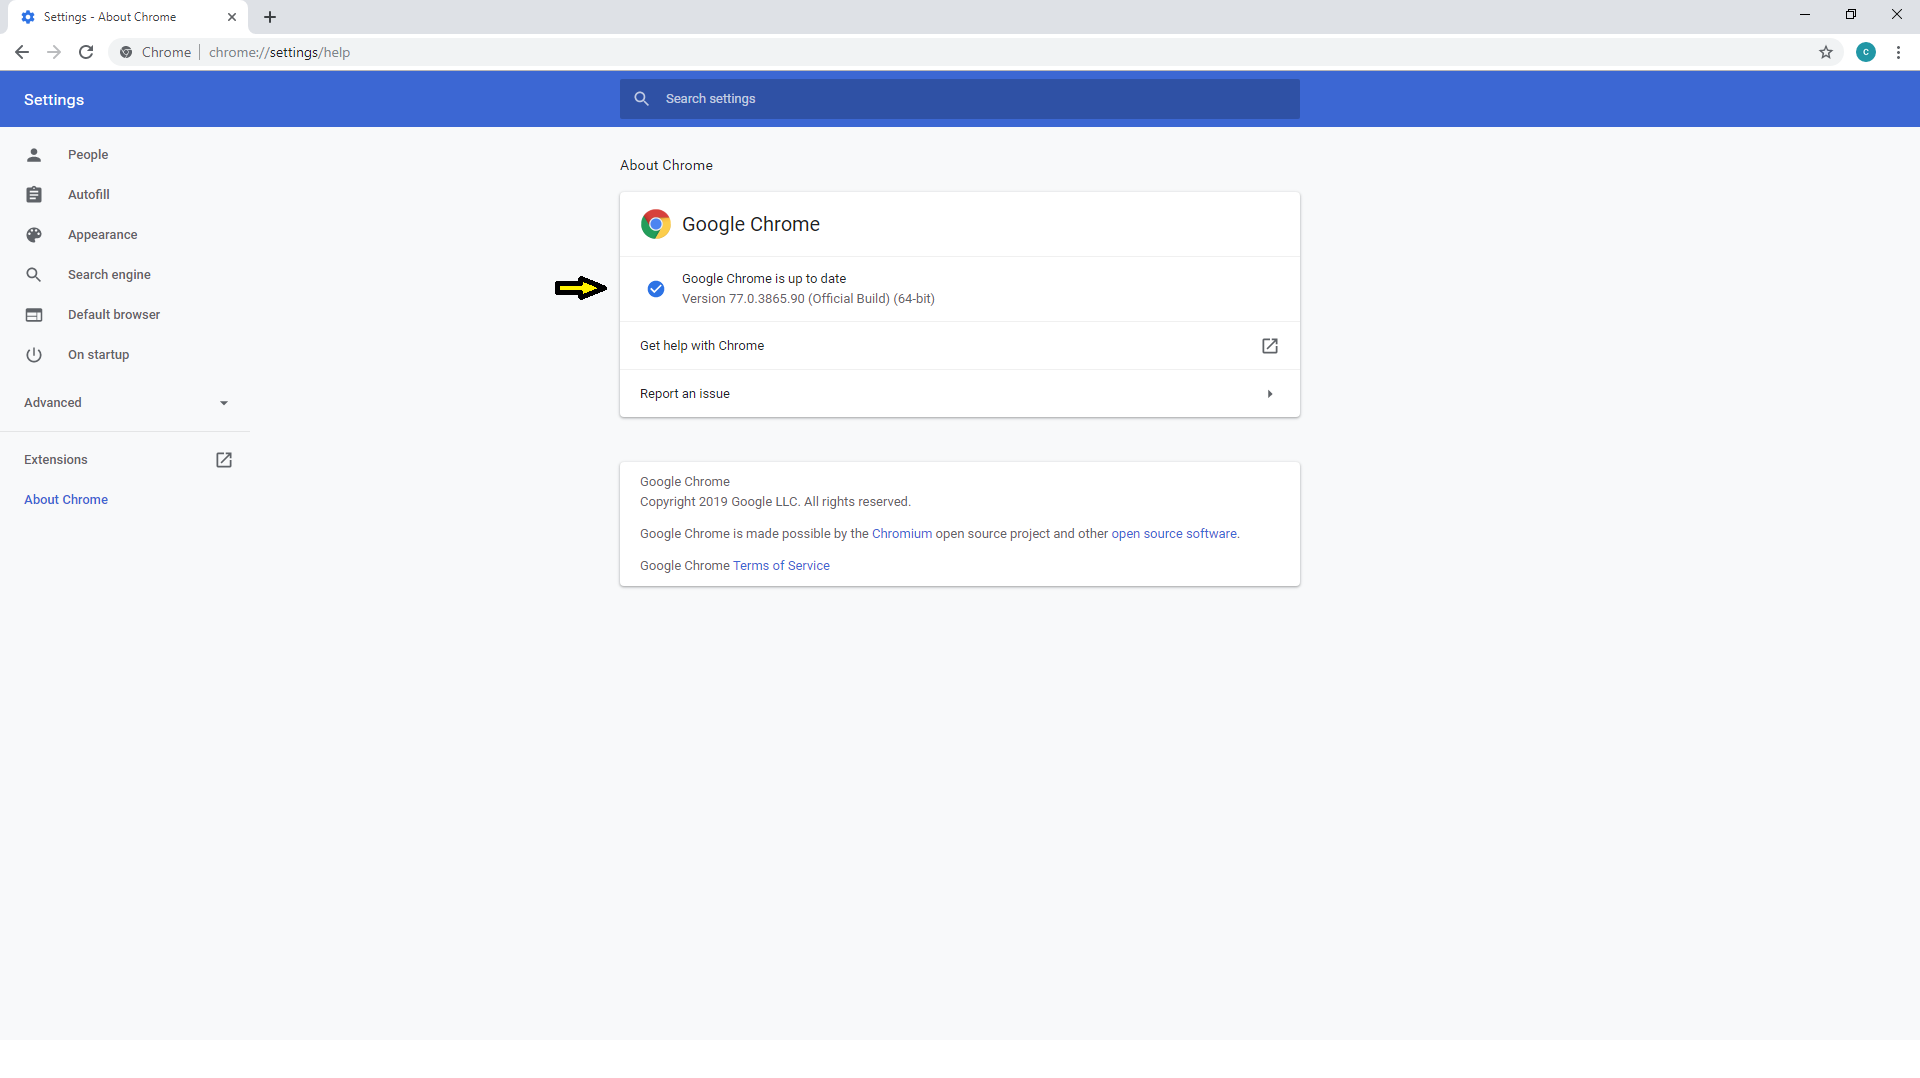 Settings - About Chrome
Chrome
chrome://settings/help
c
Settings
Search settings
People
Autofill
Appearance
Search engine
Default browser
On startup
Advanced
Extensions
About Chrome
About Chrome
Google Chrome
Google Chrome is up to date
Version 77.0.3865.90 (Official Build) (64-bit)
Get help with Chrome
Report an issue
Google Chrome
Copyright 2019 Google LLC. All rights reserved.
Google Chrome is made possible by the Chromium open source project and other open source software.
Google Chrome Terms of Service